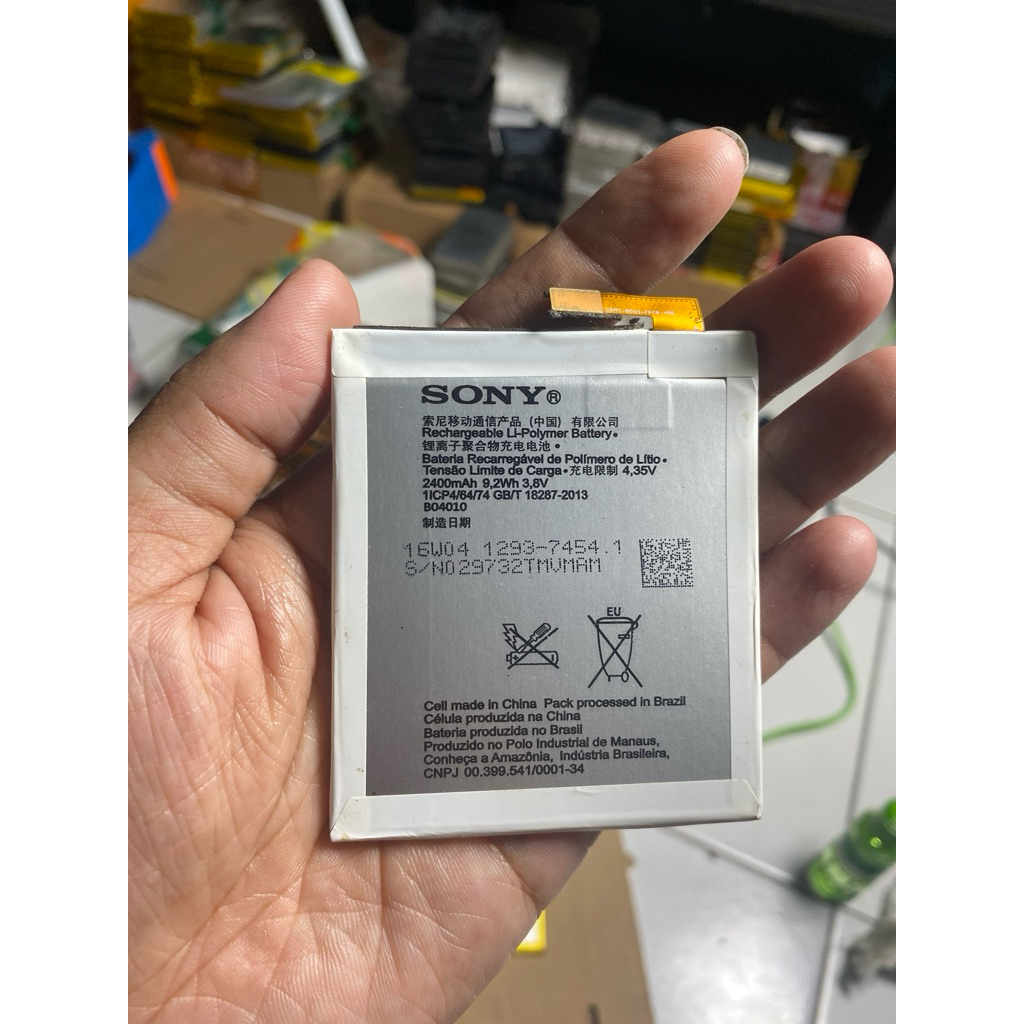 SONY®
索尼移动通信产品 (中国) 有限公司
Rechargeable Li-Polymer Battery•
锂离子聚合物充电电池 •
Bateria Recarregável de Polímero de Lítio •
Tensão Limite de Carga•充电限制 4,35V
2400mAh 9,2Wh 3,8V
1ICP4/64/74 GB/T 18287-2013
B04010
制造日期
16W04 1293-7454.1
S/N029732TMVMAM
EU
Cell made in China Pack processed in Brazil
Célula produzida na China
Bateria produzida no Brasil
Produzido no Polo Industrial de Manaus,
Conheça a Amazônia, Indústria Brasileira,
CNPJ 00.399.541/0001-34